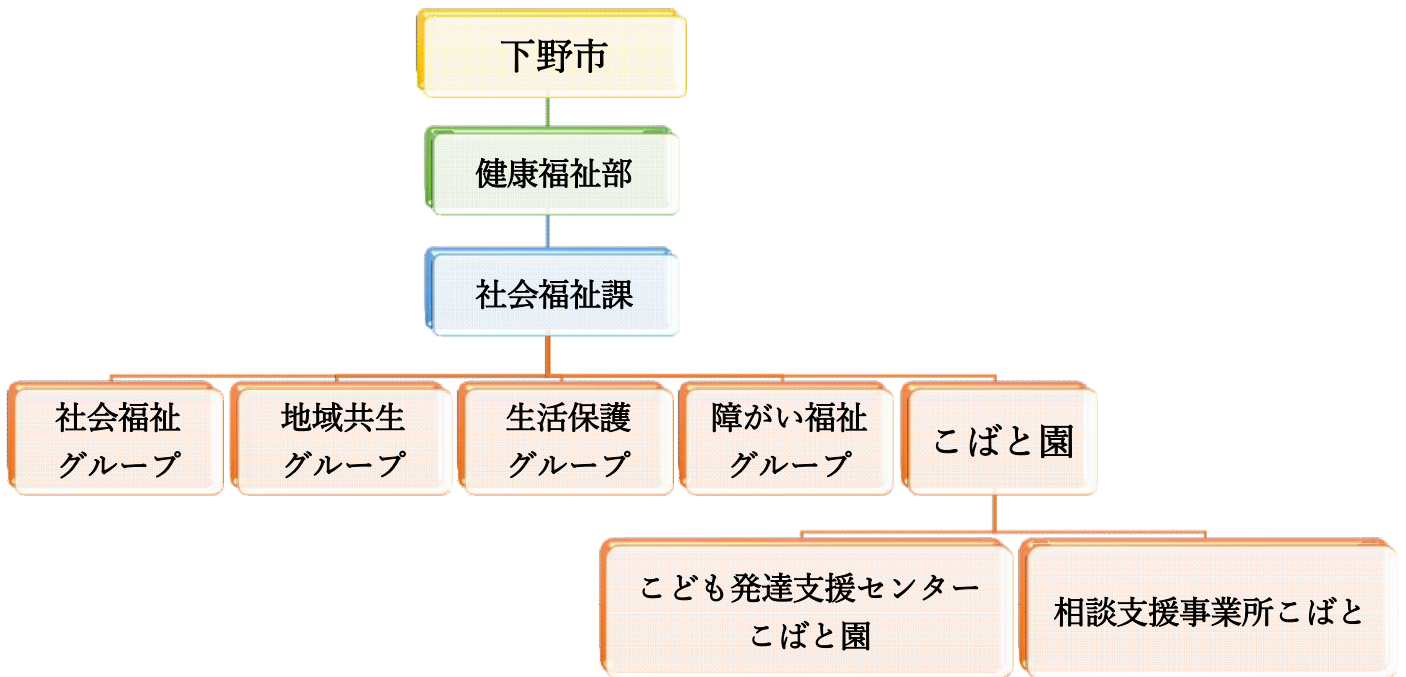 下野市
健康福祉部
社会福祉課
社会福祉
グループ
地域共生
グループ
生活保護
グループ
障がい福祉
グループ
こばと園
こども発達支援センター
こばと園
相談支援事業所こばと